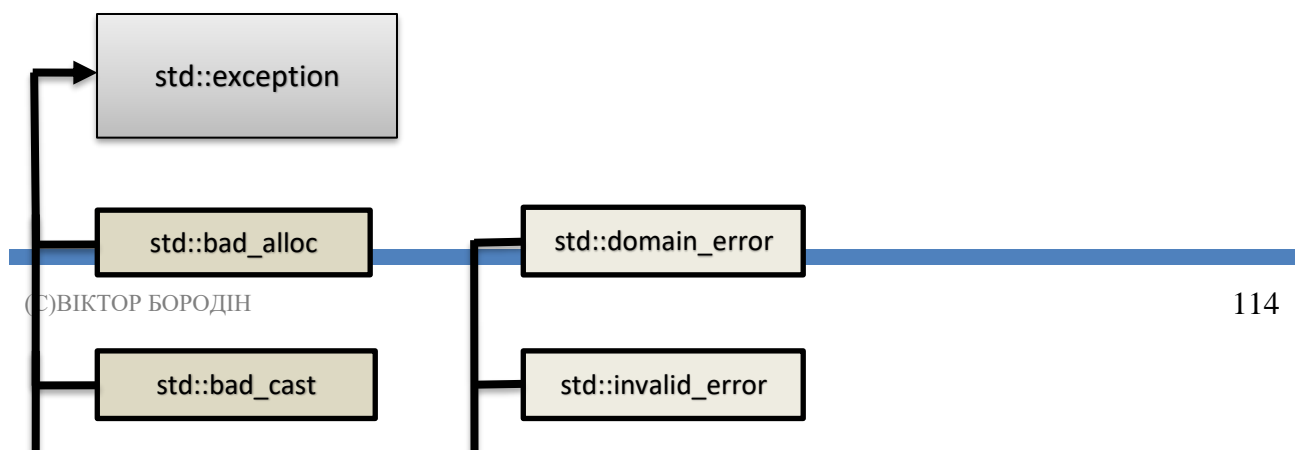 std::exception
std::bad_alloc
std::domain_error
(C)ВІКТОР БОРОДІН
114
std::bad_cast
std::invalid_error